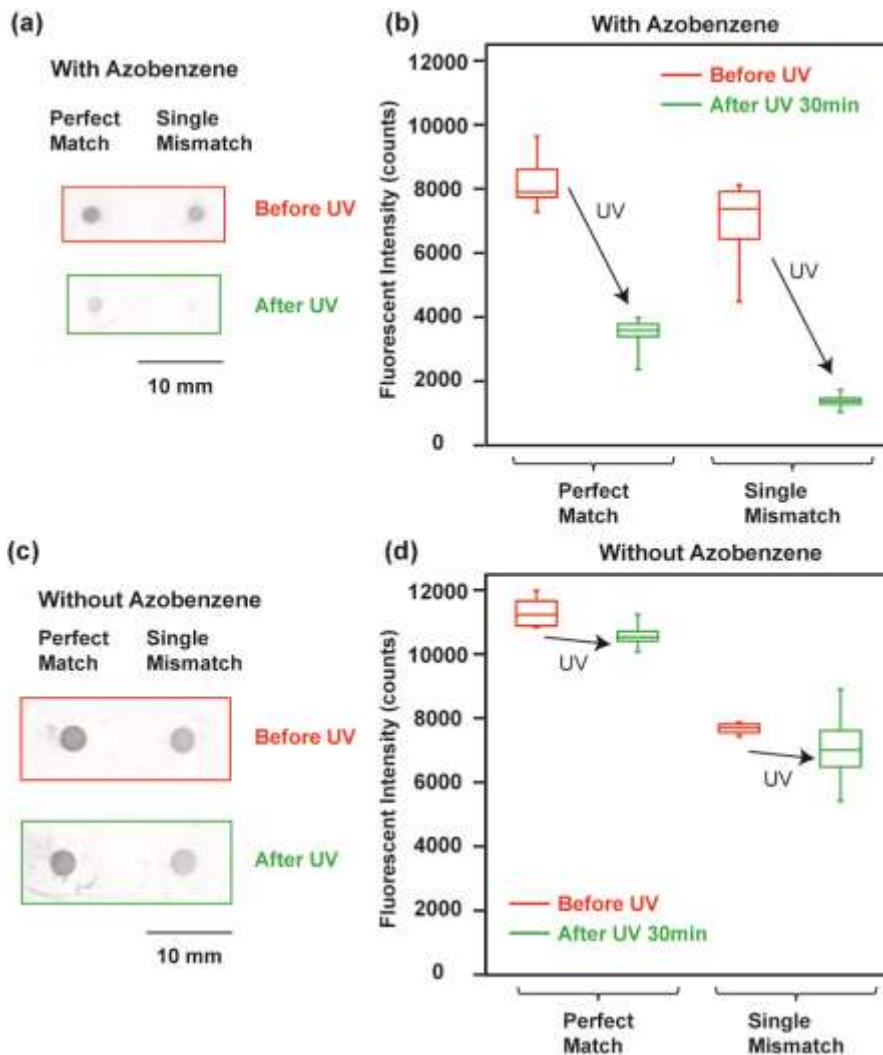 (a)
With Azobenzene
Perfect Match
Single Mismatch
Before UV
After UV
10 mm
(b)
With Azobenzene
Fluorescent Intensity (counts)
12000
10000
8000
6000
4000
2000
0
Before UV
After UV 30min
UV
UV
Perfect Match
Single Mismatch
(c)
Without Azobenzene
Perfect Match
Single Mismatch
Before UV
After UV
10 mm
(d)
Without Azobenzene
Fluorescent Intensity (counts)
12000
10000
8000
6000
4000
2000
0
UV
UV
Before UV
After UV 30min
Perfect Match
Single Mismatch